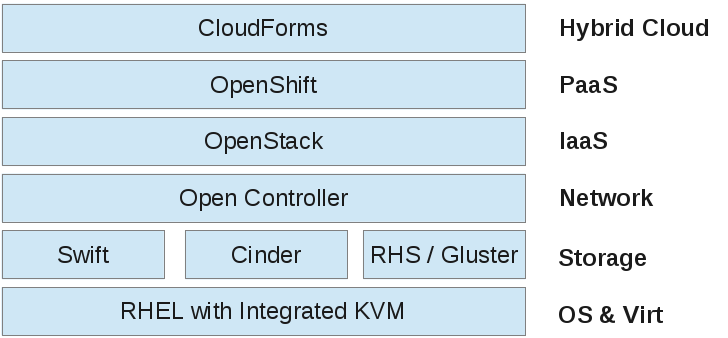 CloudForms Hybrid Cloud
OpenShift PaaS
OpenStack IaaS
Open Controller Network
Swift Cinder RHS / Gluster Storage
RHEL with Integrated KVM OS & Virt